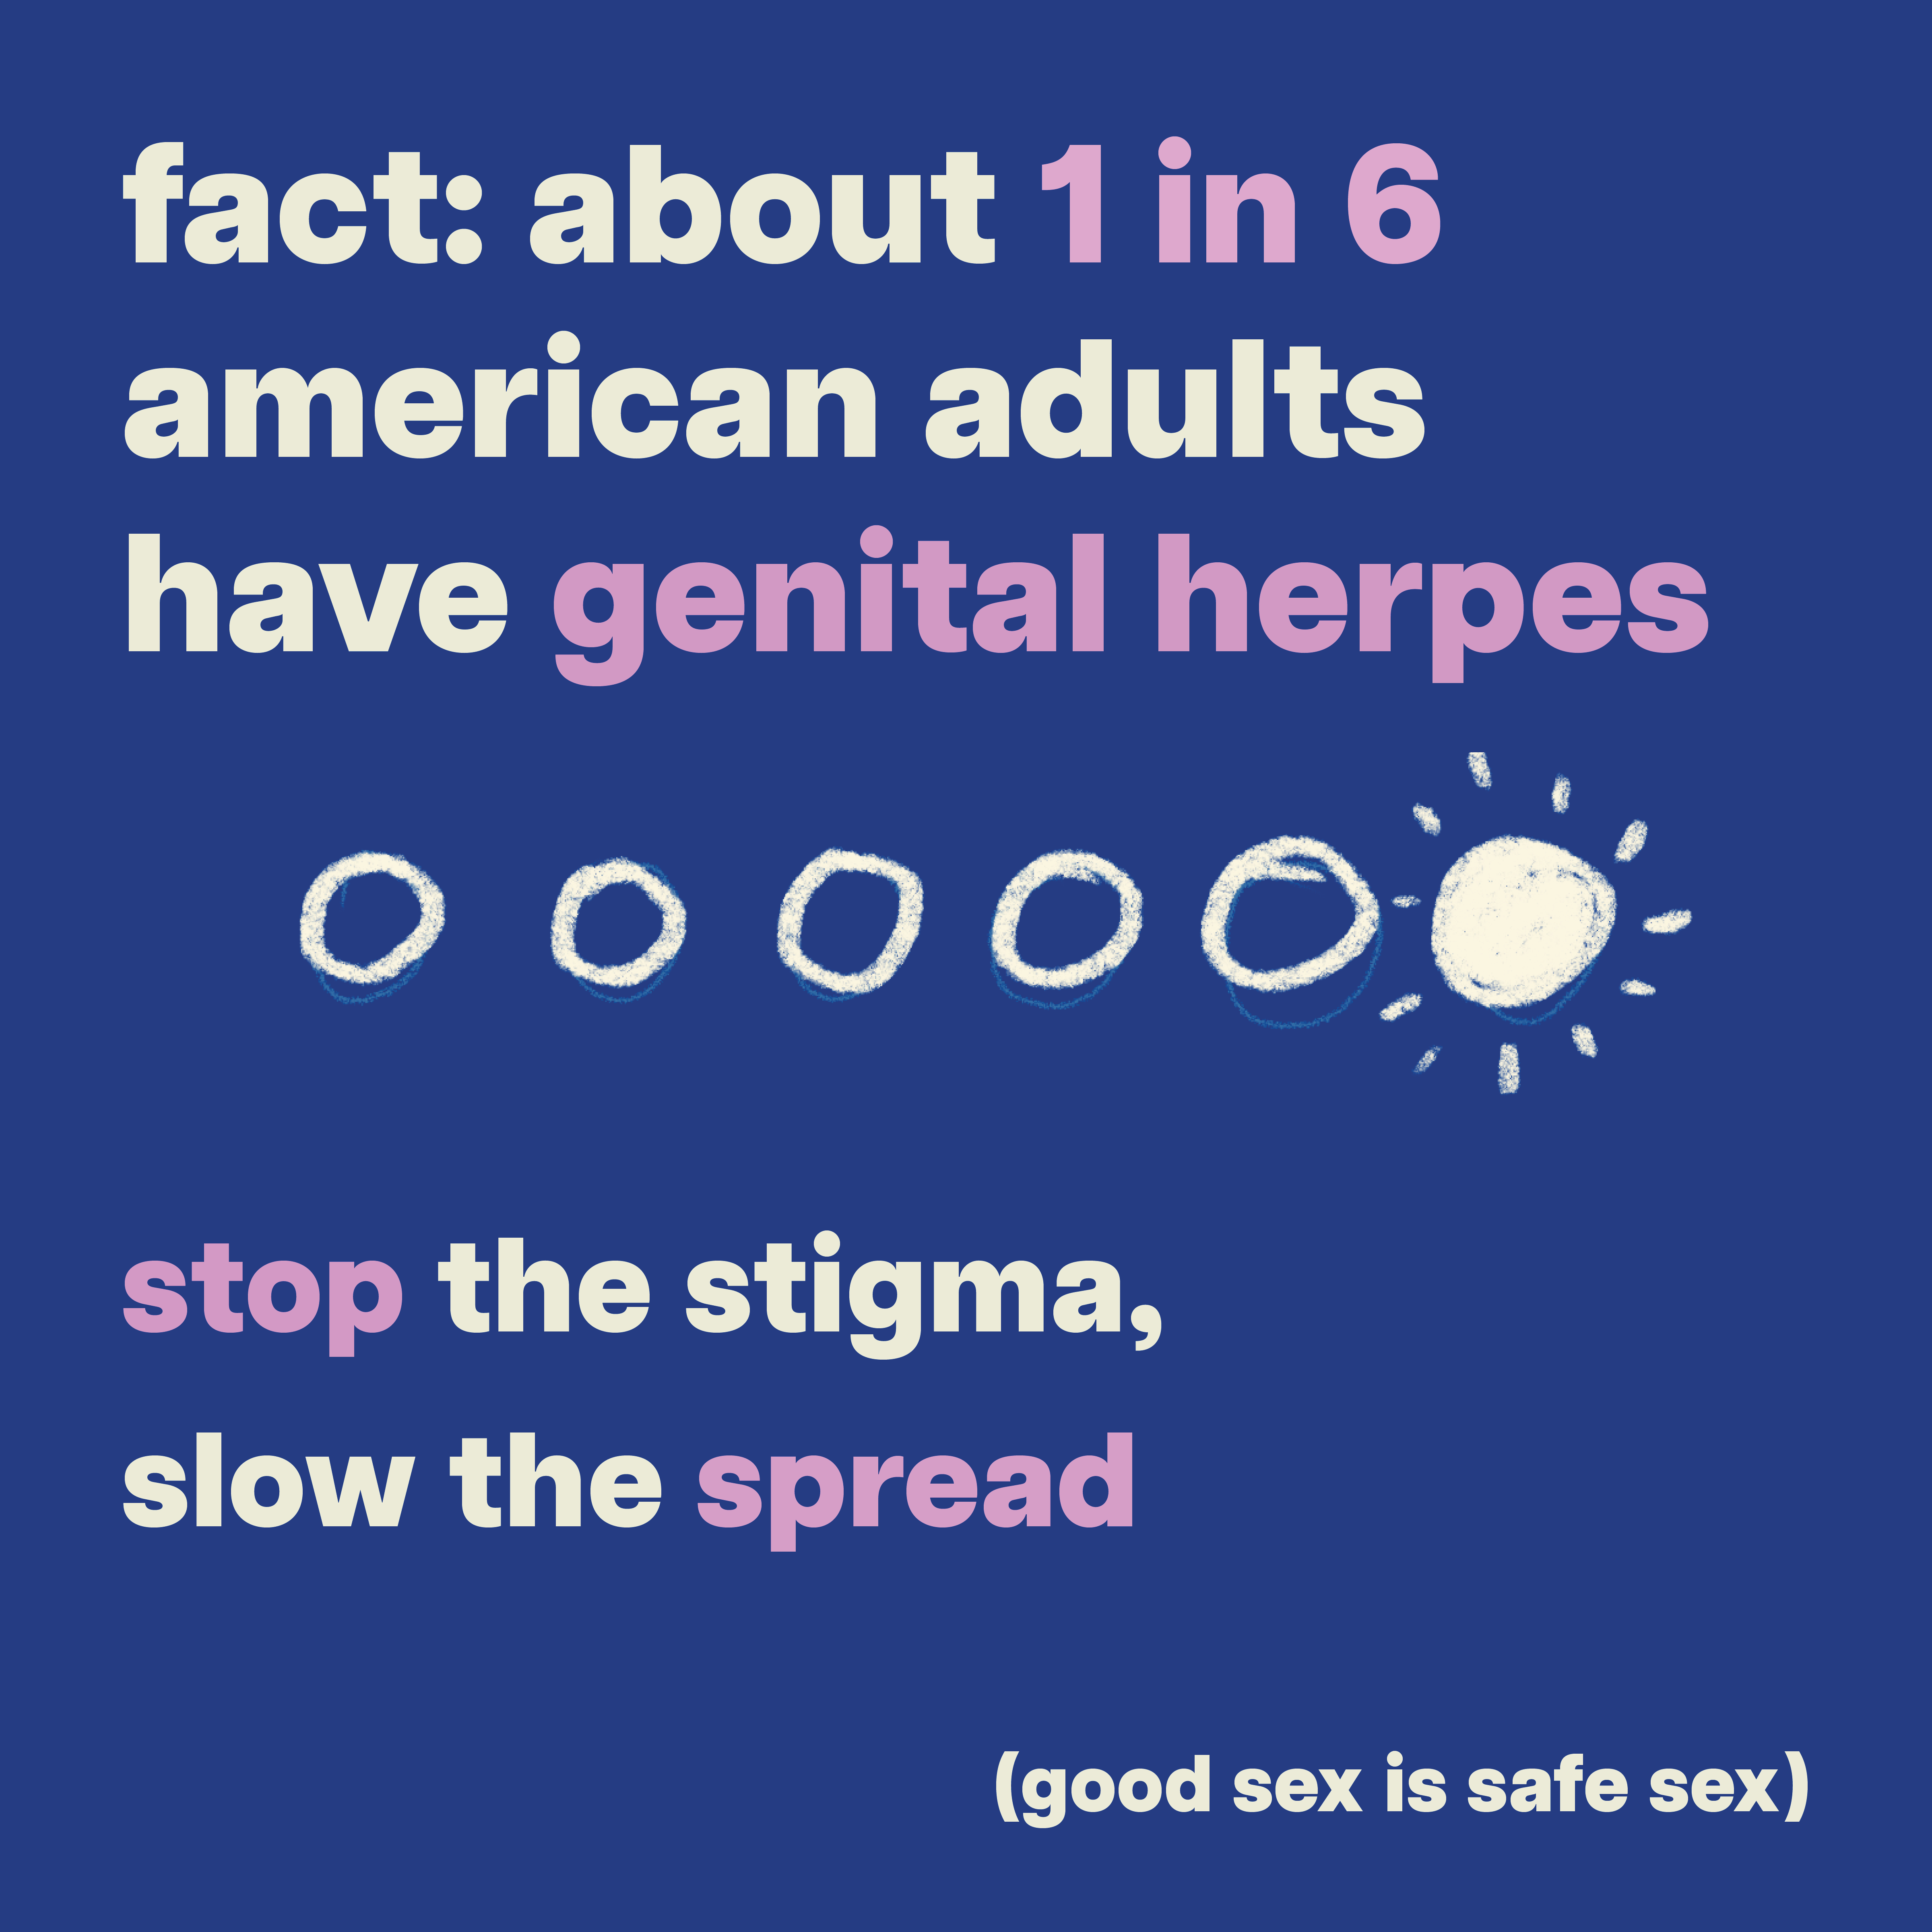 fact: about 1 in 6
american adults
have genital herpes
stop the stigma,
slow the spread
(good sex is safe sex)